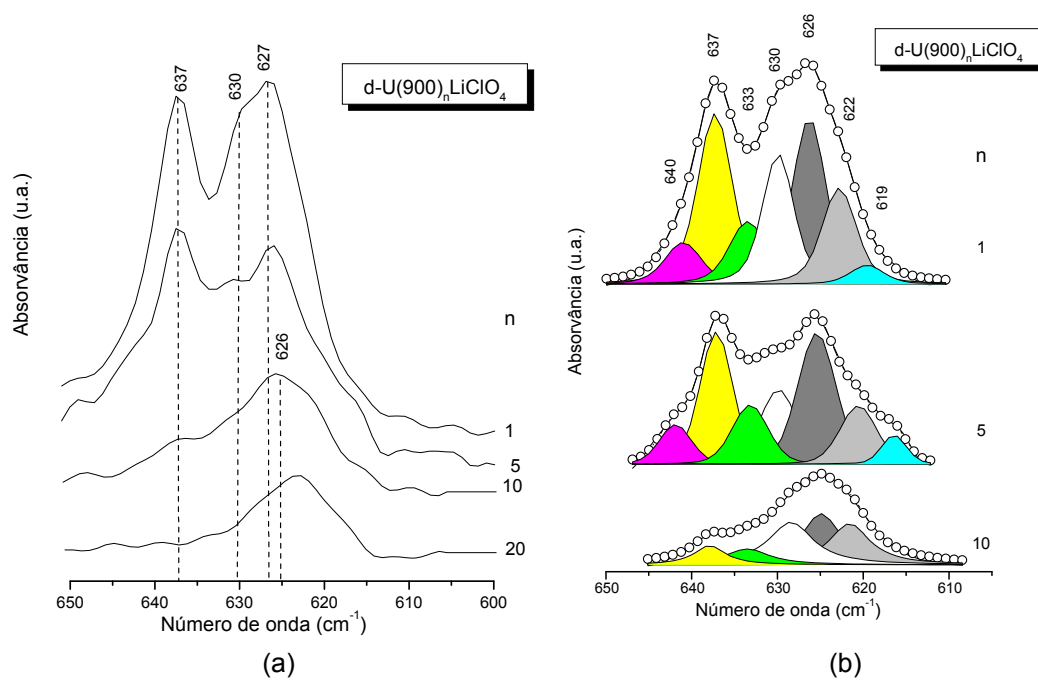 637
630
627
d-U(900)nLiClO4
Absorvância (u.a.)
n
626
1
5
10
20
650 640 630 620 610 600
Número de onda (cm-1)
(a)
626
637
630
d-U(900)nLiClO4
633
622
n
640
619
1
Absorvância (u.a.)
5
10
650 640 630 620 610
Número de onda (cm-1)
(b)